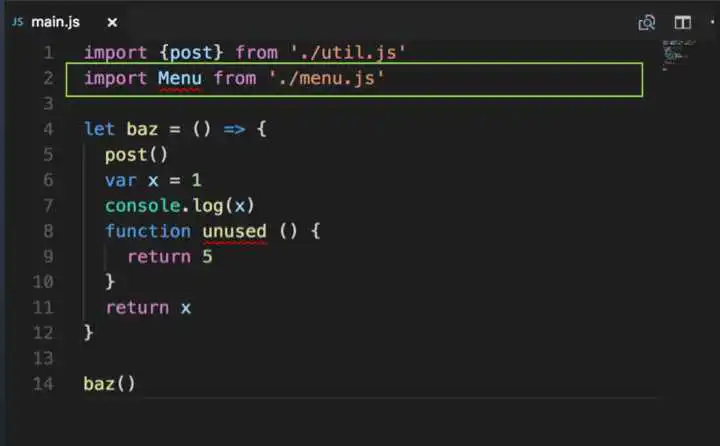 JS main.js ×
1 import {post} from './util.js'
2 import Menu from './menu.js'
3
4 let baz = () => {
5   post()
6   var x = 1
7   console.log(x)
8   function unused () {
9     return 5
10   }
11   return x
12 }
13
14 baz()